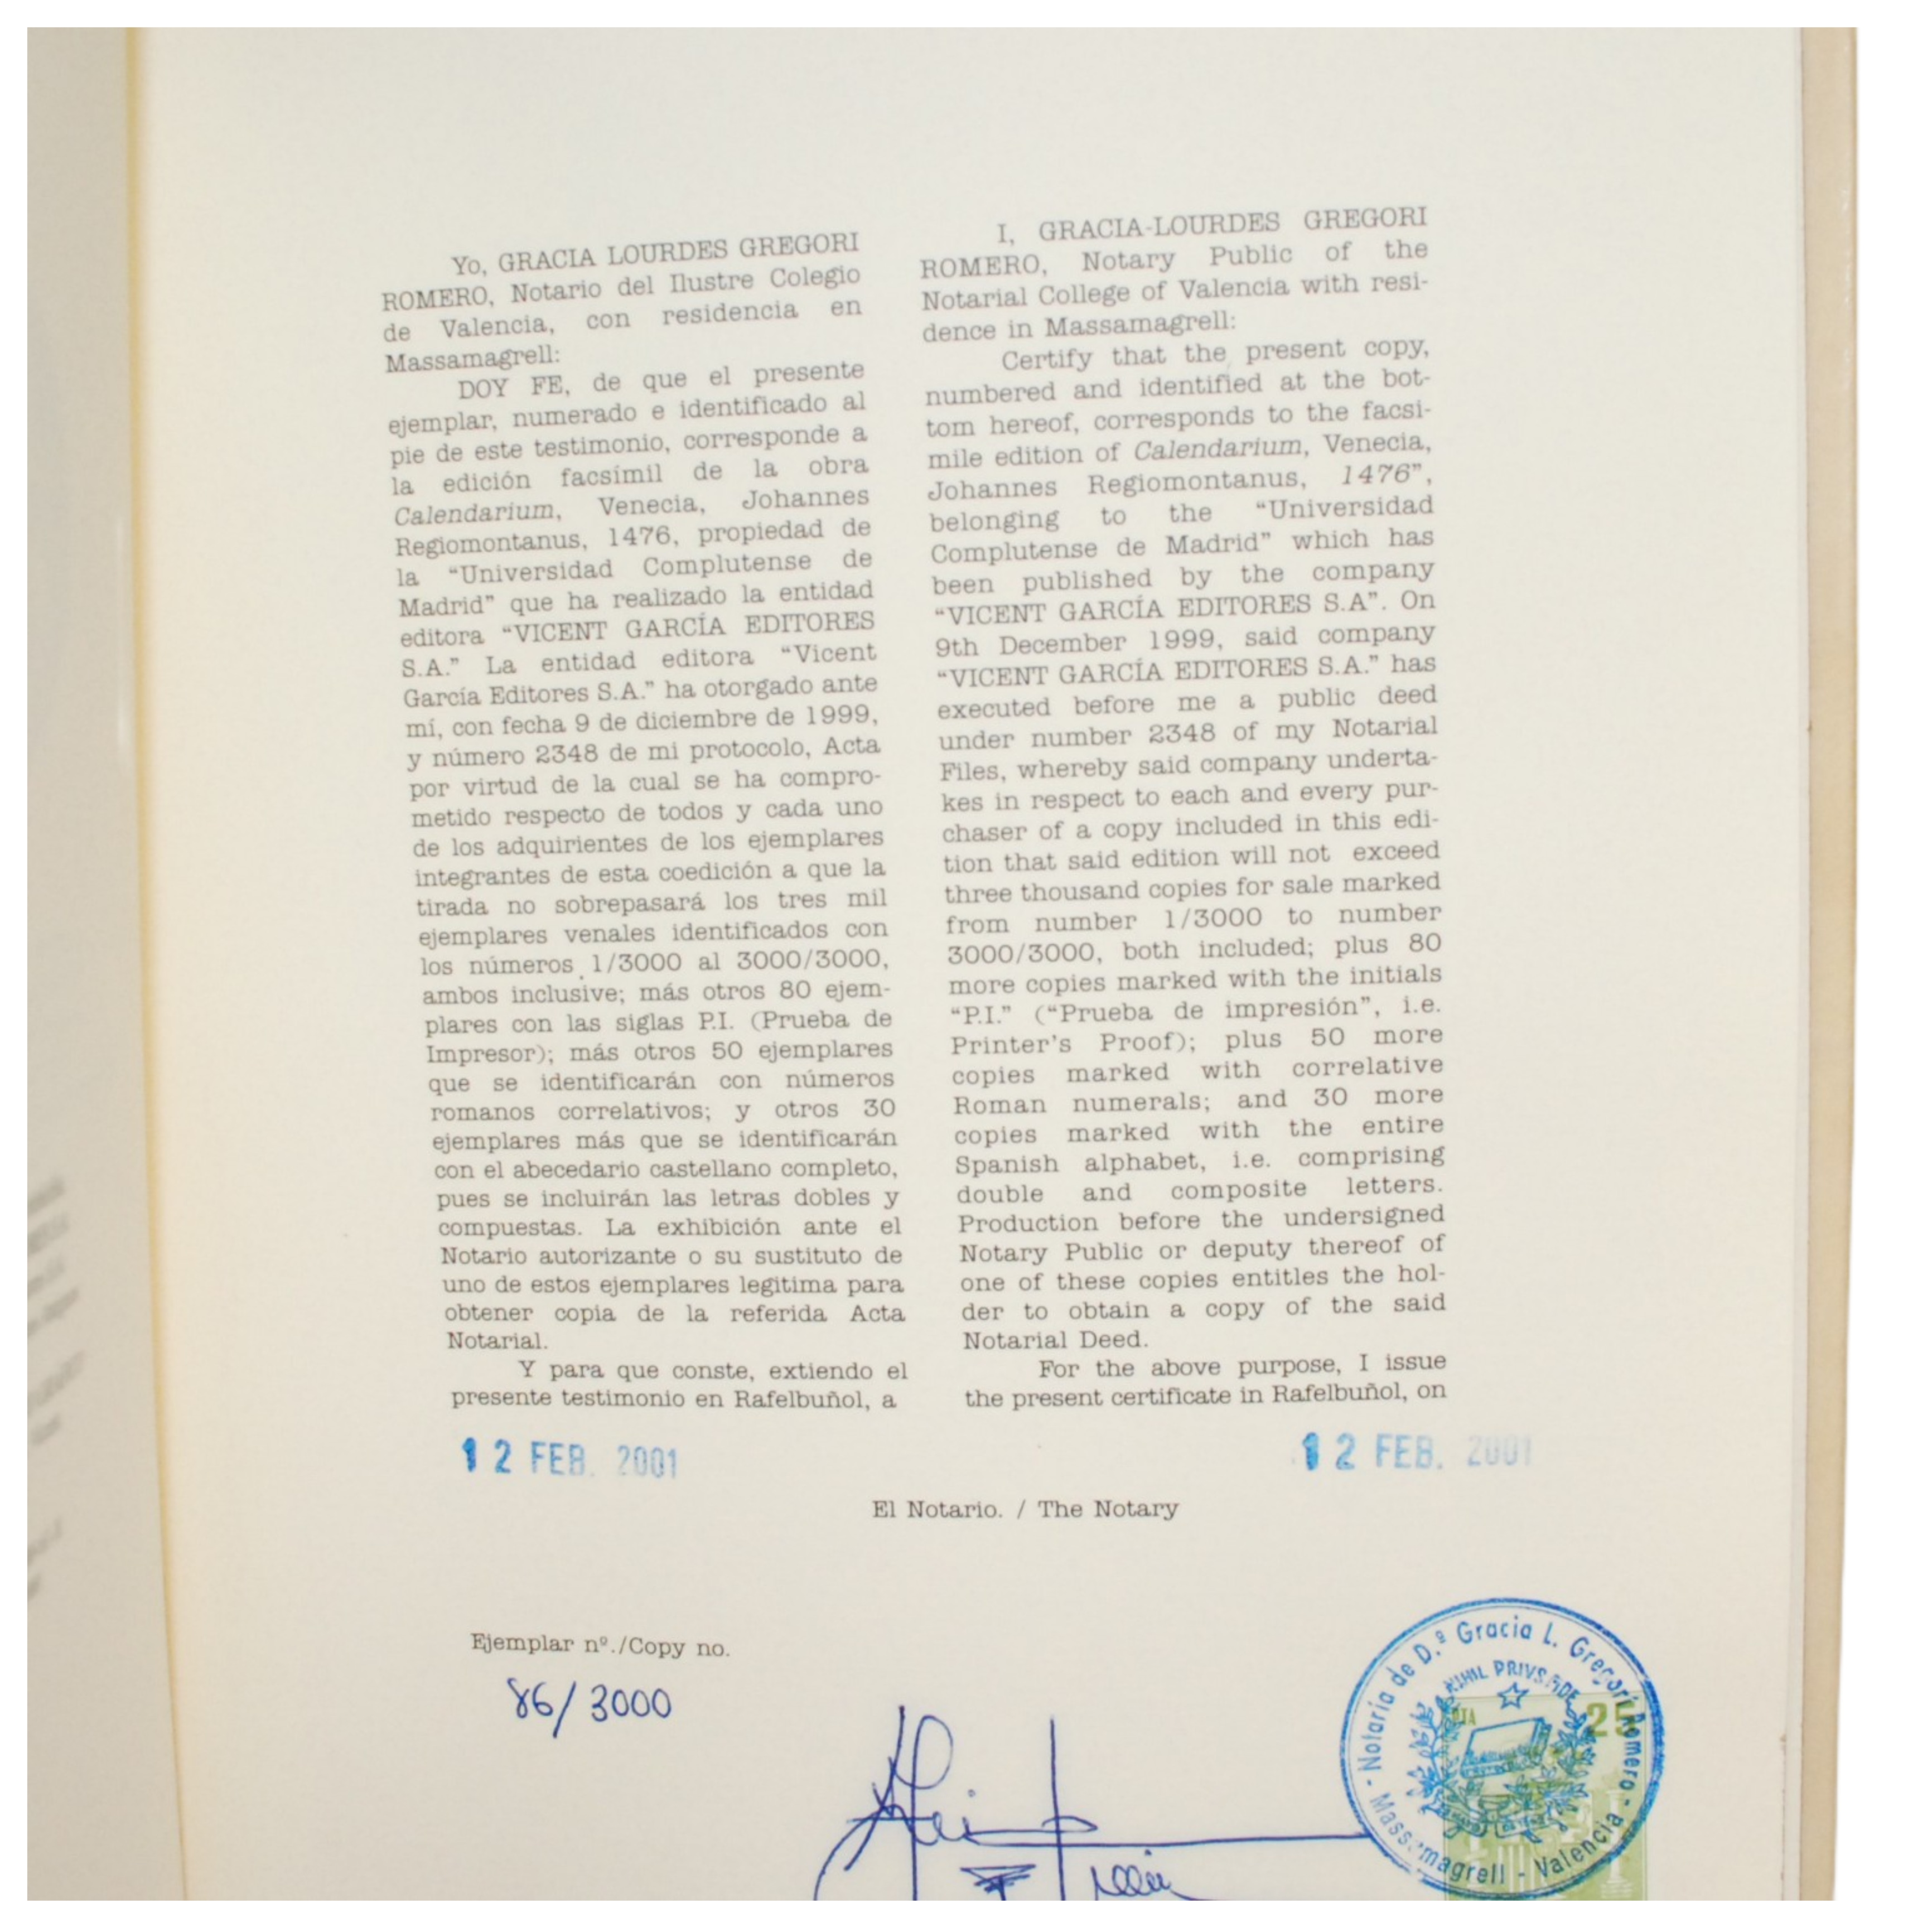 Yo, GRACIA LOURDES GREGORI
ROMERO, Notario del Ilustre Colegio
de Valencia, con residencia en
Massamagrell:
DOY FE, de que el presente
ejemplar, numerado e identificado al
pie de este testimonio, corresponde a
la edición facsímil de la obra
Calendarium, Venecia, Johannes
Regiomontanus, 1476, propiedad de
la “Universidad Complutense de
Madrid” que ha realizado la entidad
editora “VICENT GARCÍA EDITORES
S.A.” La entidad editora “Vicent
García Editores S.A.” ha otorgado ante
mí, con fecha 9 de diciembre de 1999,
y número 2348 de mi protocolo, Acta
por virtud de la cual se ha compro-
metido respecto de todos y cada uno
de los adquirientes de los ejemplares
integrantes de esta coedición a que la
tirada no sobrepasará los tres mil
ejemplares venales identificados con
los números 1/3000 al 3000/3000,
ambos inclusive; más otros 80 ejem-
plares con las siglas P.I. (Prueba de
Impresor); más otros 50 ejemplares
que se identificarán con números
romanos correlativos; y otros 30
ejemplares más que se identificarán
con el abecedario castellano completo,
pues se incluirán las letras dobles y
compuestas. La exhibición ante el
Notario autorizante o su sustituto de
uno de estos ejemplares legitima para
obtener copia de la referida Acta
Notarial.
Y para que conste, extiendo el
presente testimonio en Rafelbuñol, a
12 FEB. 2001
I, GRACIA-LOURDES GREGORI
ROMERO, Notary Public of the
Notarial College of Valencia with resi-
dence in Massamagrell:
Certify that the present copy,
numbered and identified at the bot-
tom hereof, corresponds to the facsi-
mile edition of Calendarium, Venecia,
Johannes Regiomontanus, 1476”,
belonging to the “Universidad
Complutense de Madrid” which has
been published by the company
“VICENT GARCÍA EDITORES S.A”. On
9th December 1999, said company
“VICENT GARCÍA EDITORES S.A.” has
executed before me a public deed
under number 2348 of my Notarial
Files, whereby said company underta-
kes in respect to each and every pur-
chaser of a copy included in this edi-
tion that said edition will not exceed
three thousand copies for sale marked
from number 1/3000 to number
3000/3000, both included; plus 80
more copies marked with the initials
“P.I.” (“Prueba de impresión”, i.e.
Printer’s Proof); plus 50 more
copies marked with correlative
Roman numerals; and 30 more
copies marked with the entire
Spanish alphabet, i.e. comprising
double and composite letters.
Production before the undersigned
Notary Public or deputy thereof of
one of these copies entitles the hol-
der to obtain a copy of the said
Notarial Deed.
For the above purpose, I issue
the present certificate in Rafelbuñol, on
12 FEB. 2001
El Notario. / The Notary
Ejemplar nº./Copy no.
86/3000
- Notaría de D.ª Gracia L. Gregori Romero -
Massamagrell - Valencia
NIHIL PRIVS FIDE
PTA
25